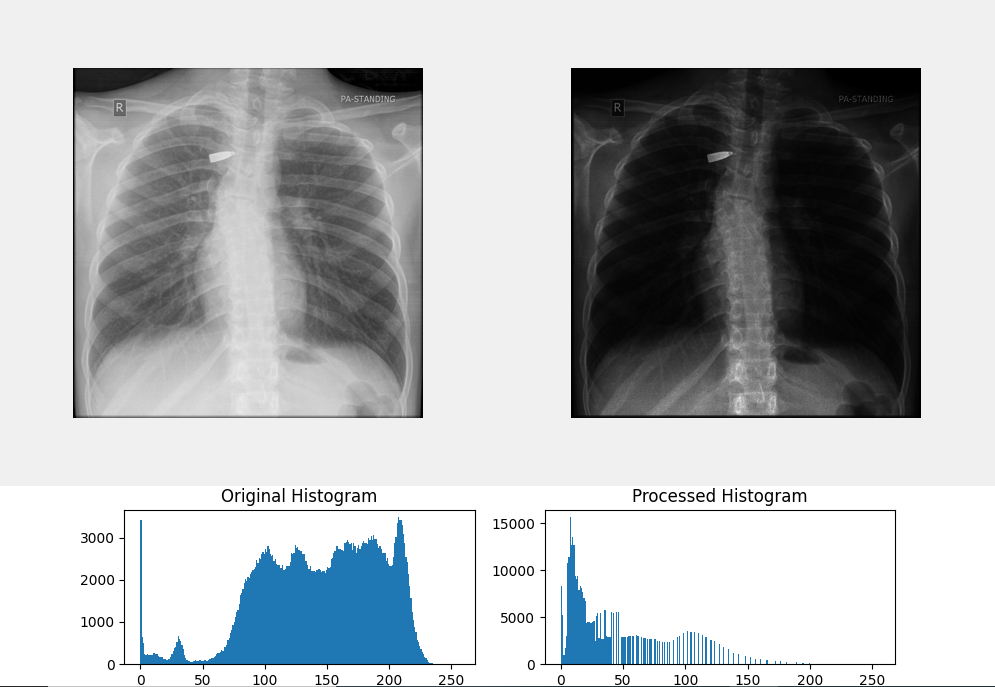 R
PA-STANDING
R
PA-STANDING
Original Histogram
Processed Histogram
3000
2000
1000
0
0 50 100 150 200 250
15000
10000
5000
0
0 50 100 150 200 250